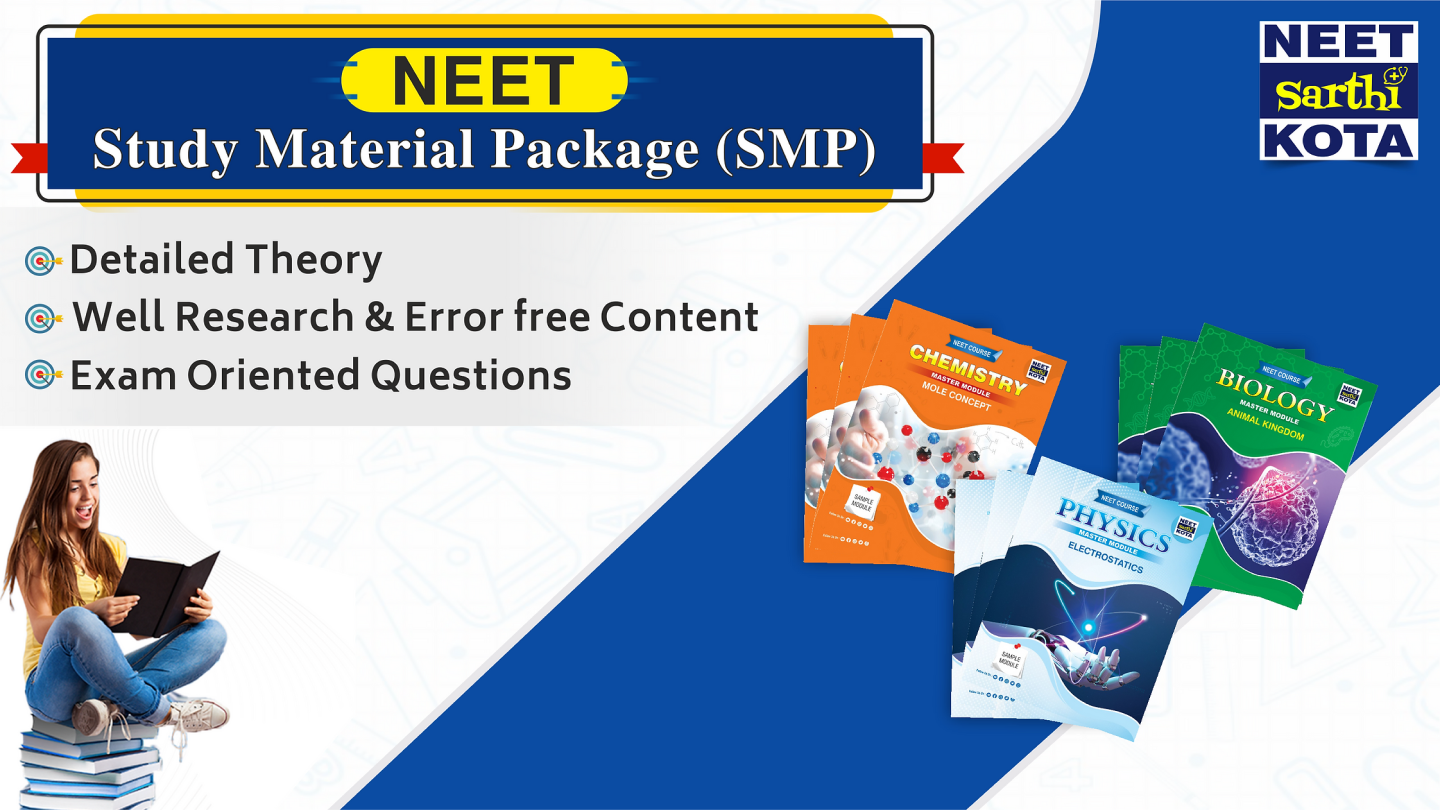 NEET
Study Material Package (SMP)
NEET
sarthi
KOTA
Detailed Theory
Well Research & Error free Content
Exam Oriented Questions
NEET COURSE
CHEMISTRY
MASTER MODULE
MOLE CONCEPT
NEET
sarthi
KOTA
SAMPLE
MODULE
NEET COURSE
BIOLOGY
MASTER MODULE
ANIMAL KINGDOM
NEET
sarthi
KOTA
NEET COURSE
PHYSICS
MASTER MODULE
ELECTROSTATICS
NEET
sarthi
KOTA
SAMPLE
MODULE